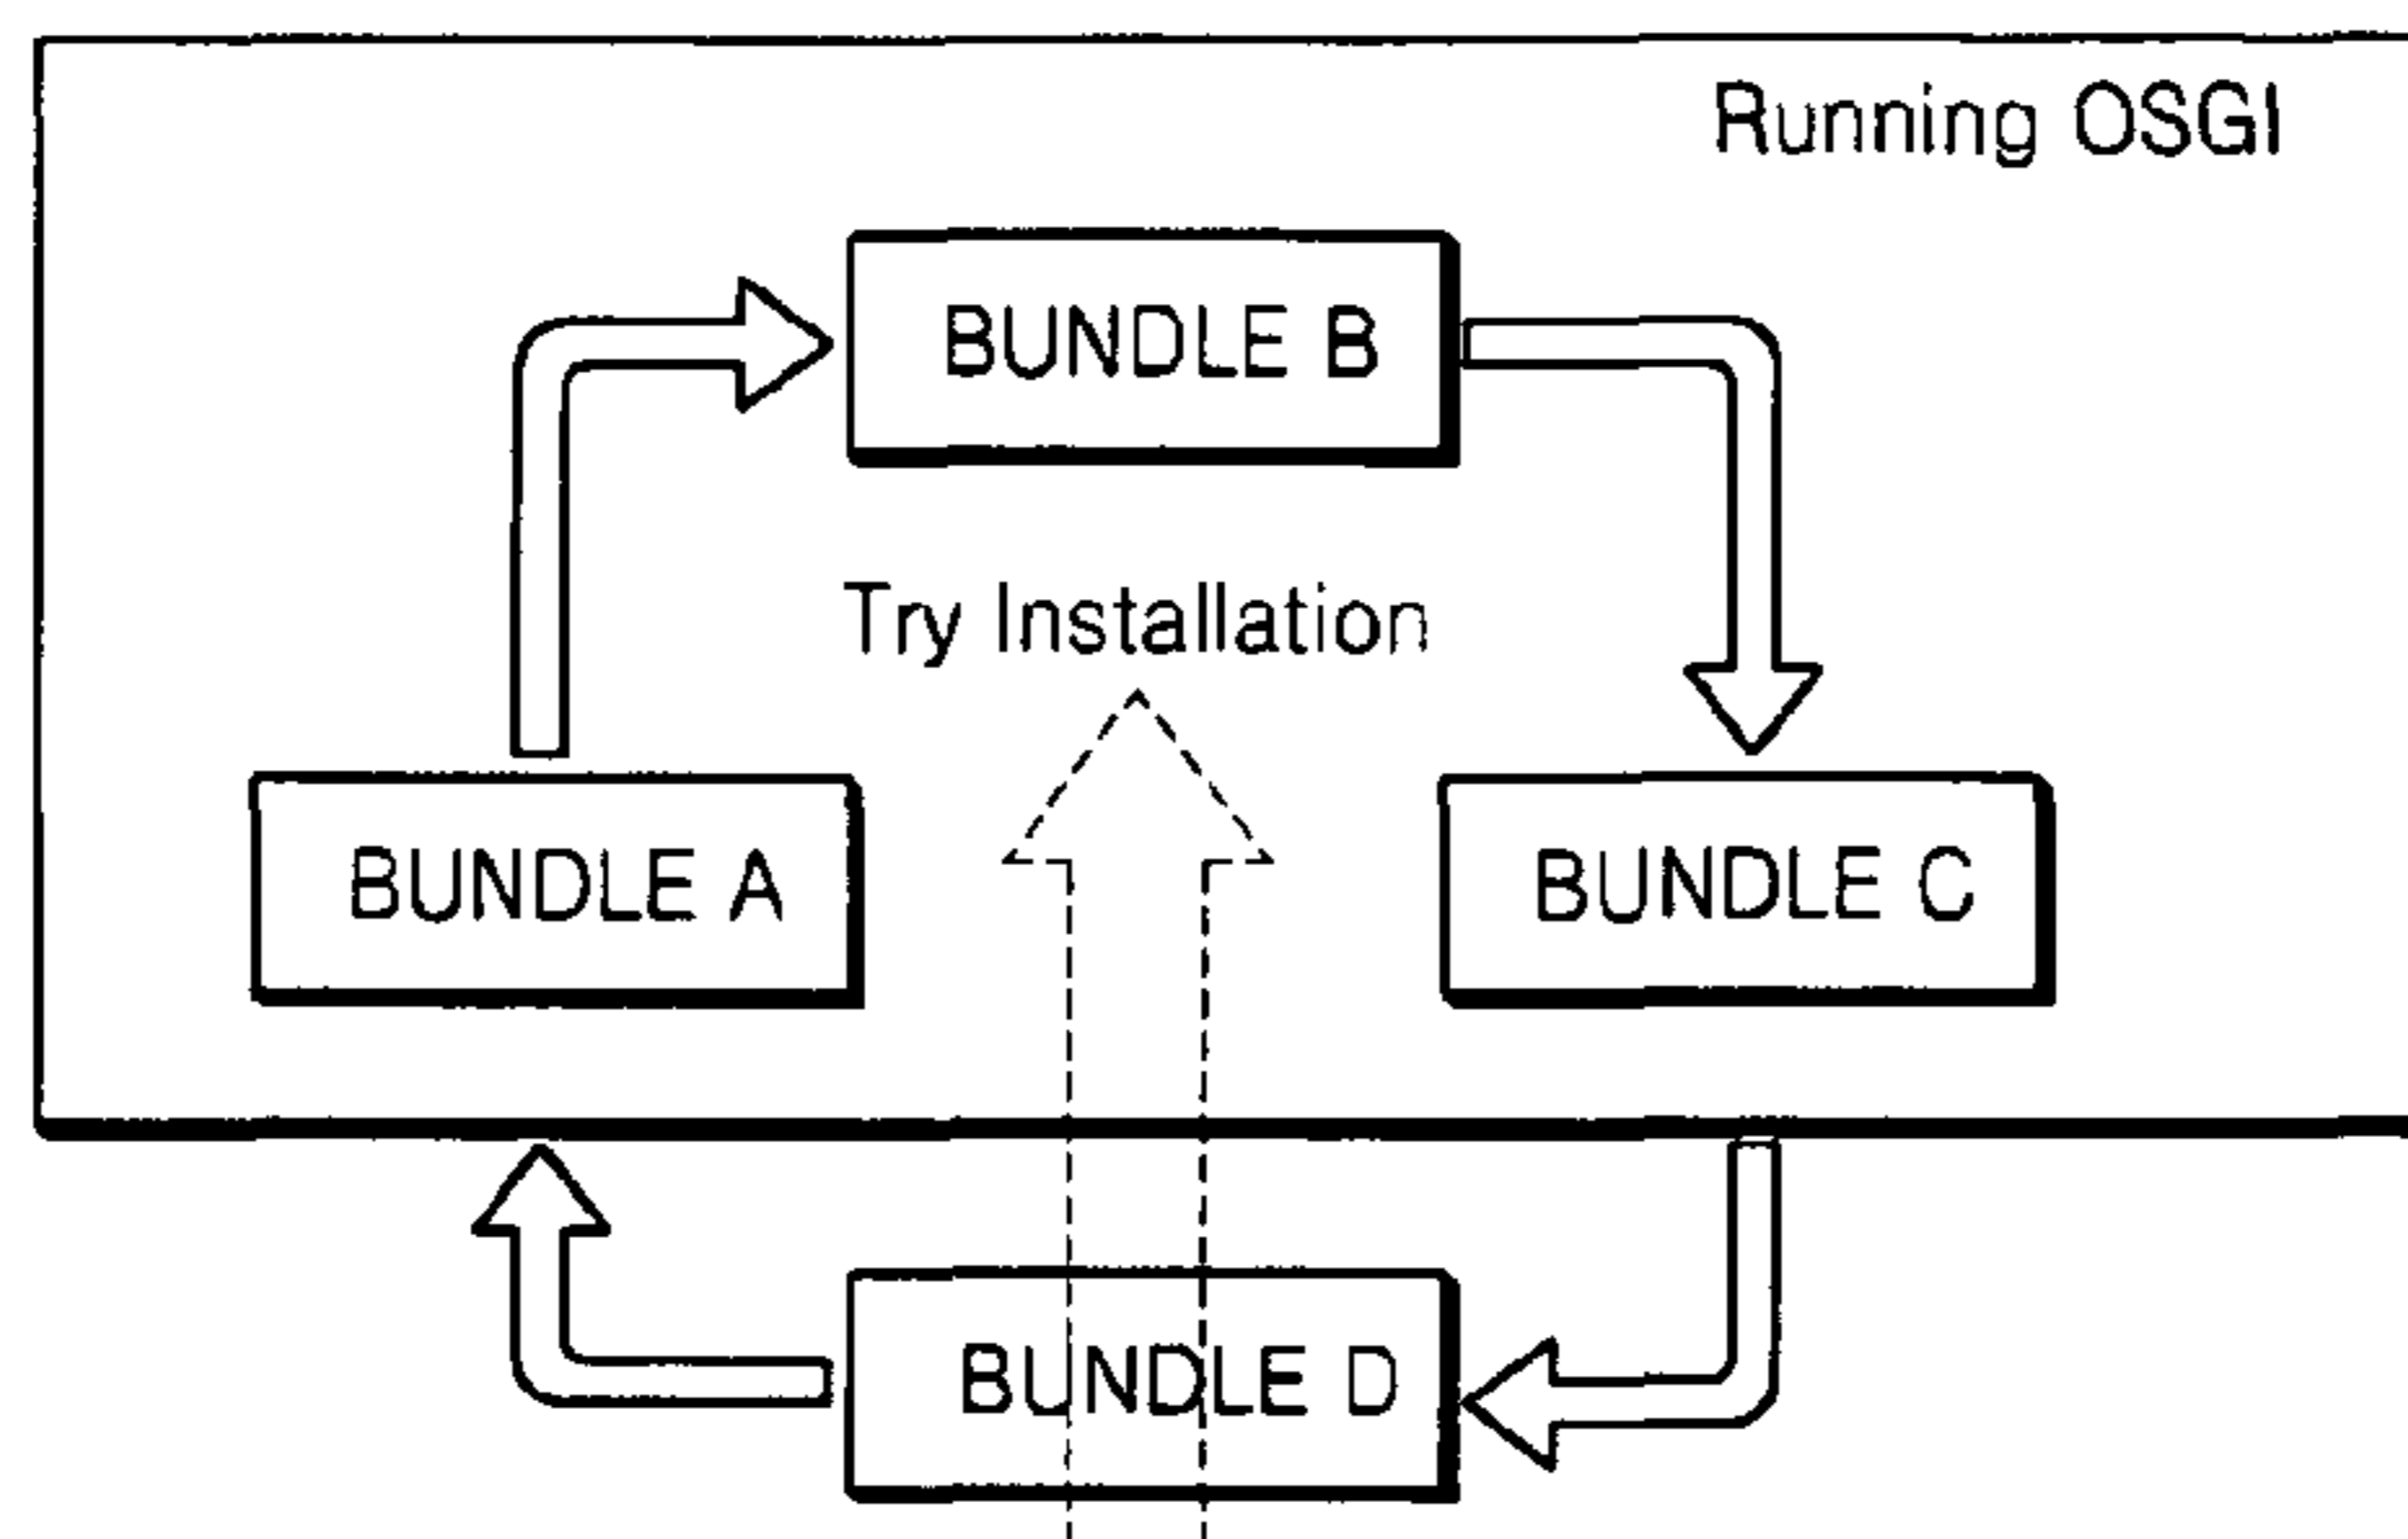 Running OSGI
BUNDLE B
Try Installation
BUNDLE A
BUNDLE C
BUNDLE D